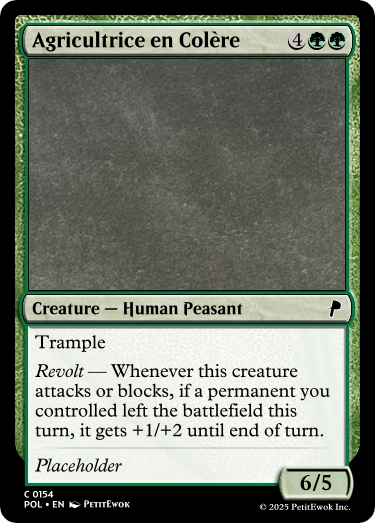 Agricultrice en Colère 4
Creature — Human Peasant
Trample
Revolt — Whenever this creature
attacks or blocks, if a permanent you
controlled left the battlefield this
turn, it gets +1/+2 until end of turn.
Placeholder
6/5
C 0154
POL • EN PetitEwok
© 2025 PetitEwok Inc.